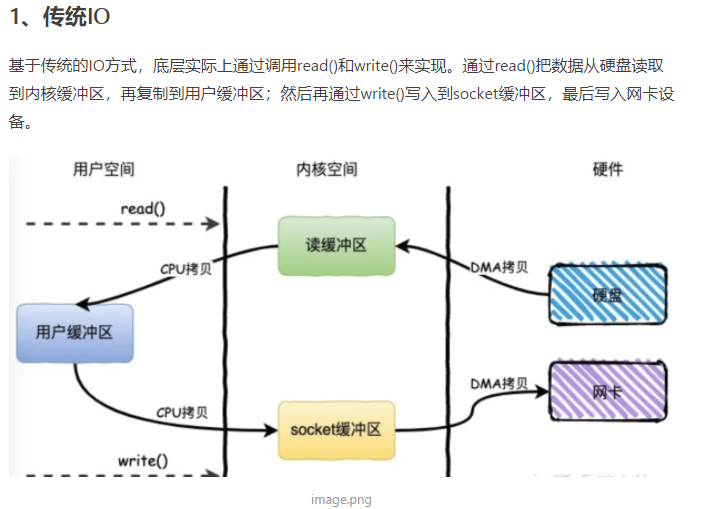 1、传统IO
基于传统的IO方式，底层实际上通过调用read()和write()来实现。通过read()把数据从硬盘读取
到内核缓冲区，再复制到用户缓冲区；然后再通过write()写入到socket缓冲区，最后写入网卡设
备。
用户空间 内核空间 硬件
read()
读缓冲区
CPU拷贝 DMA拷贝
硬盘
用户缓冲区
DMA拷贝
网卡
CPU拷贝
socket缓冲区
write()
image.png